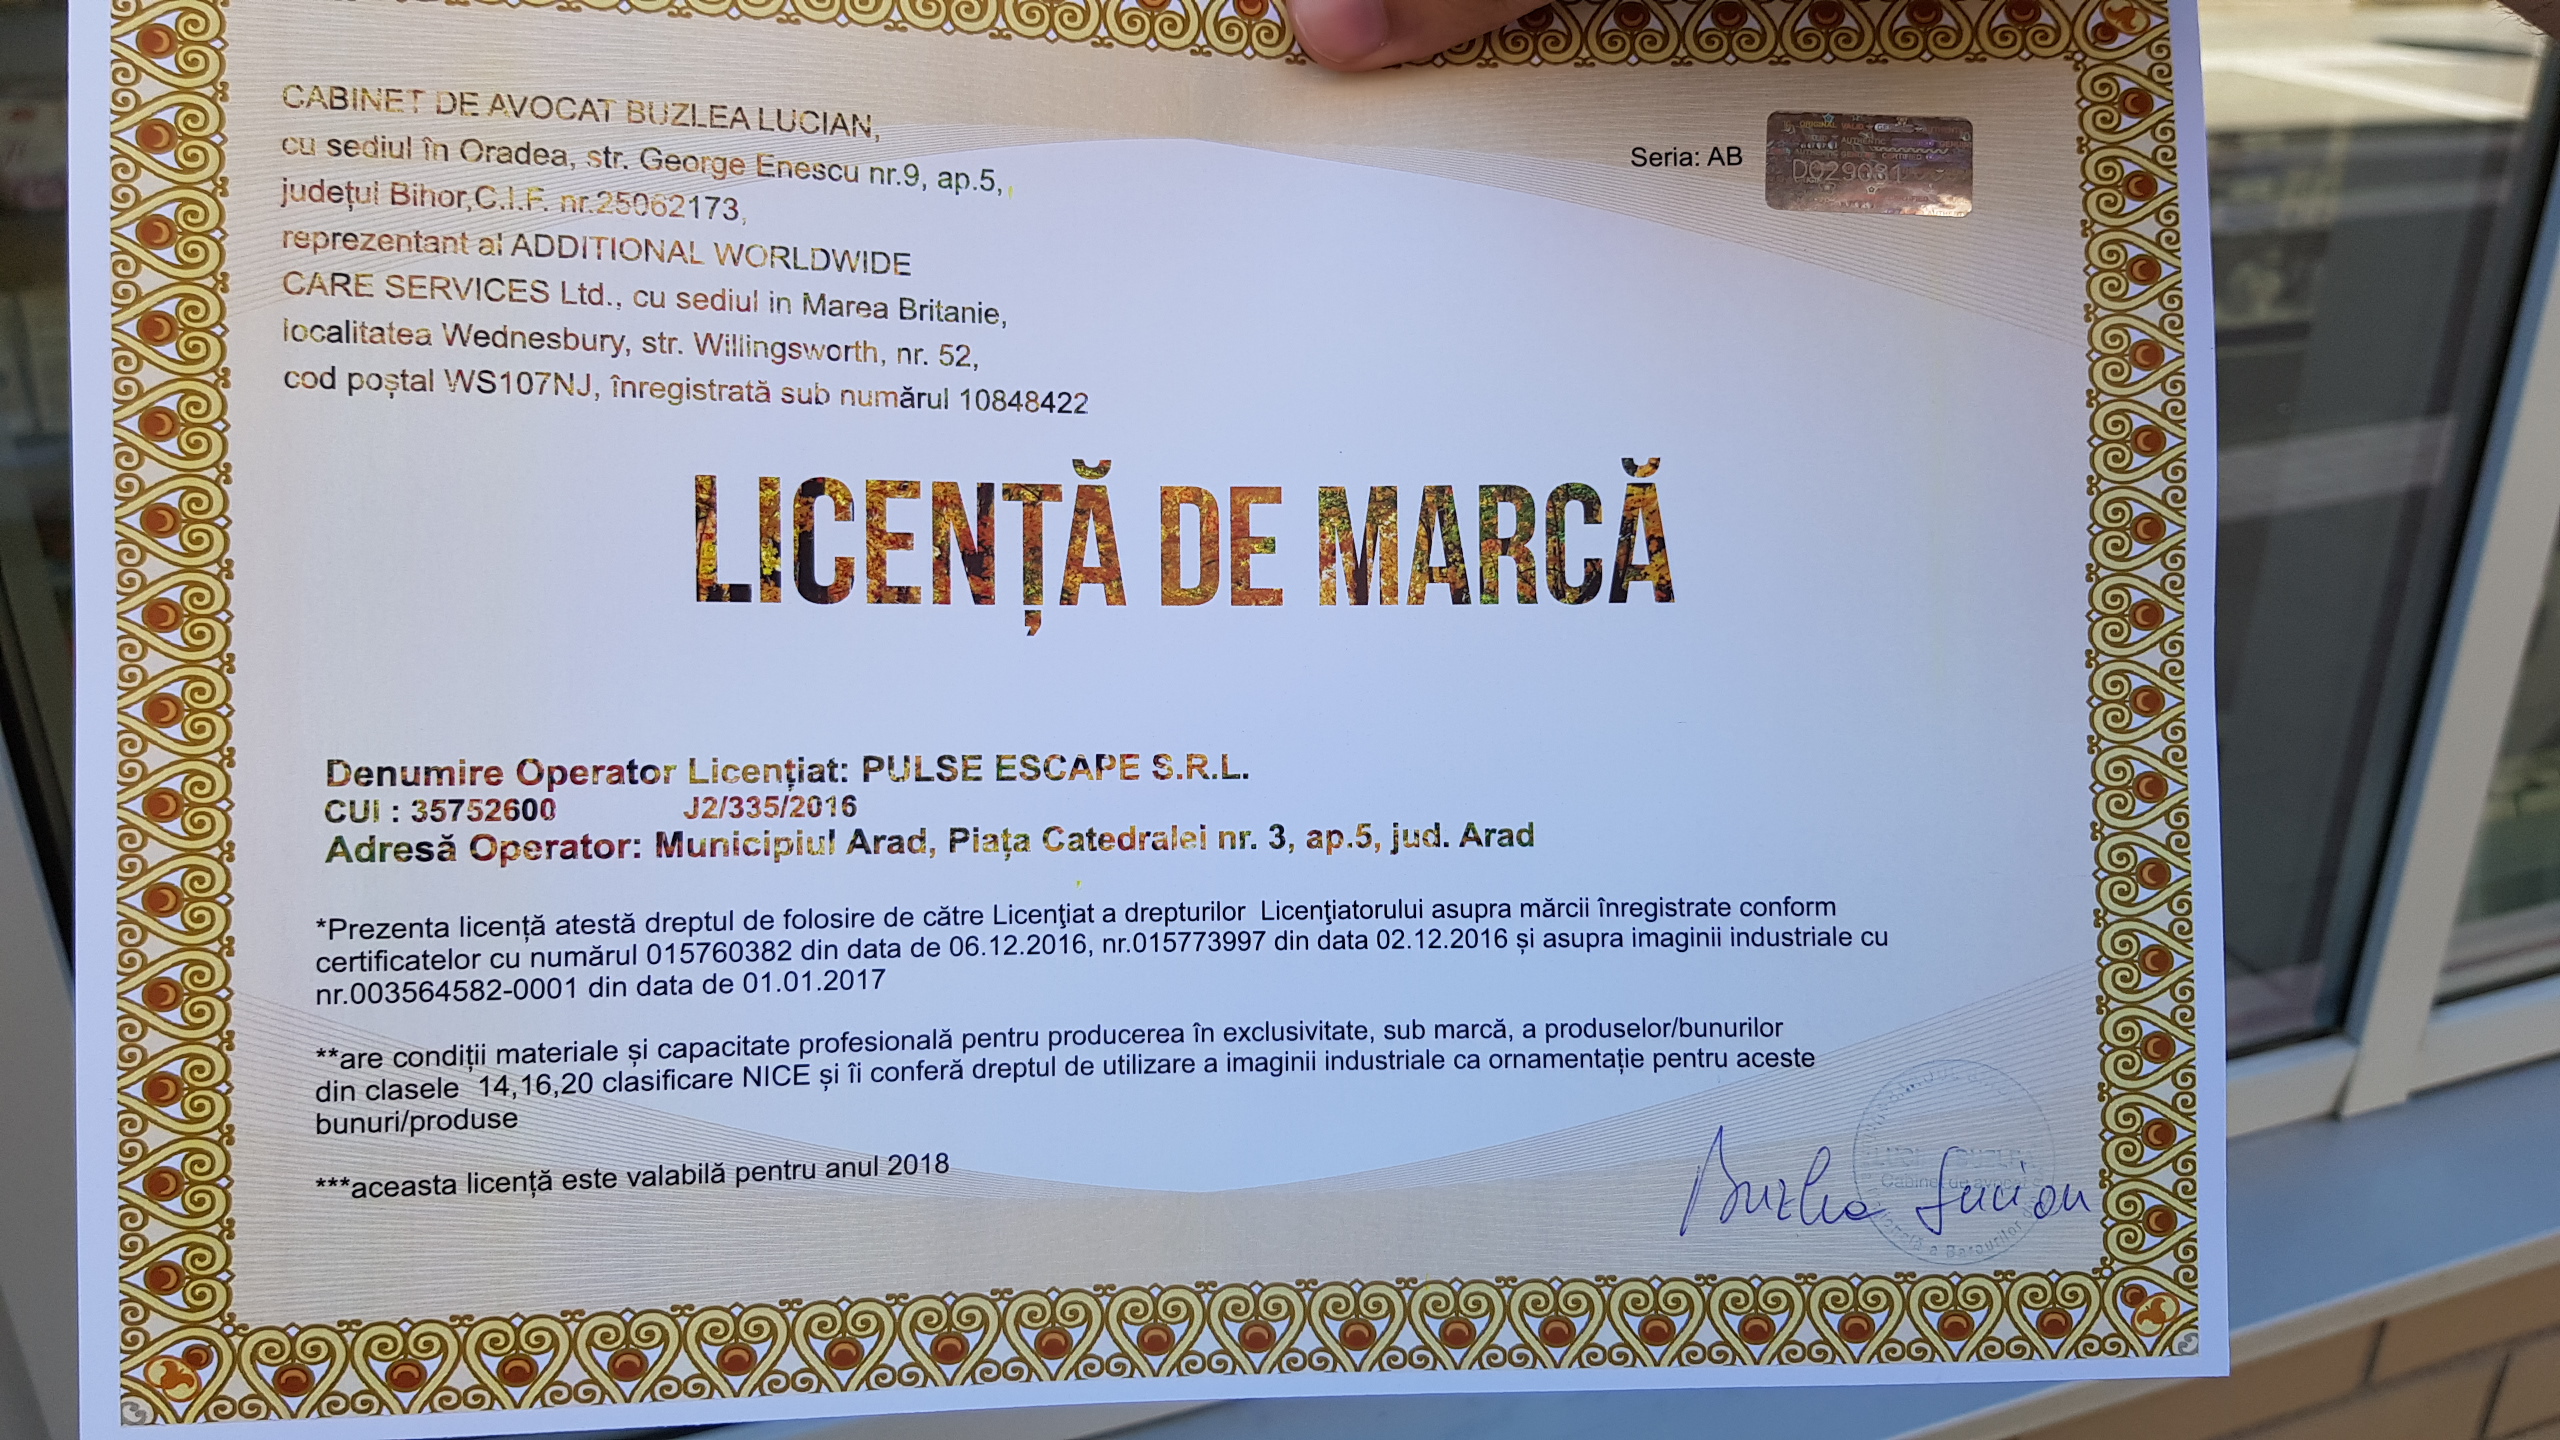 CABINET DE AVOCAT BUZLEA LUCIAN,
cu sediul în Oradea, str. George Enescu nr.9, ap.5,
județul Bihor,C.I.F. nr.25062173,
reprezentant al ADDITIONAL WORLDWIDE
CARE SERVICES Ltd., cu sediul in Marea Britanie,
localitatea Wednesbury, str. Willingsworth, nr. 52,
cod poștal WS107NJ, înregistrată sub numărul 10848422
Seria: AB
D029081
LICENȚĂ DE MARCĂ
Denumire Operator Licențiat: PULSE ESCAPE S.R.L.
CUI : 35752600 J2/335/2016
Adresă Operator: Municipiul Arad, Piața Catedralei nr. 3, ap.5, jud. Arad
*Prezenta licență atestă dreptul de folosire de către Licenţiat a drepturilor Licenţiatorului asupra mărcii înregistrate conform
certificatelor cu numărul 015760382 din data de 06.12.2016, nr.015773997 din data 02.12.2016 și asupra imaginii industriale cu
nr.003564582-0001 din data de 01.01.2017
**are condiții materiale și capacitate profesională pentru producerea în exclusivitate, sub marcă, a produselor/bunurilor
din clasele 14,16,20 clasificare NICE și îi conferă dreptul de utilizare a imaginii industriale ca ornamentație pentru aceste
bunuri/produse
***aceasta licență este valabilă pentru anul 2018
Buzlea Lucian